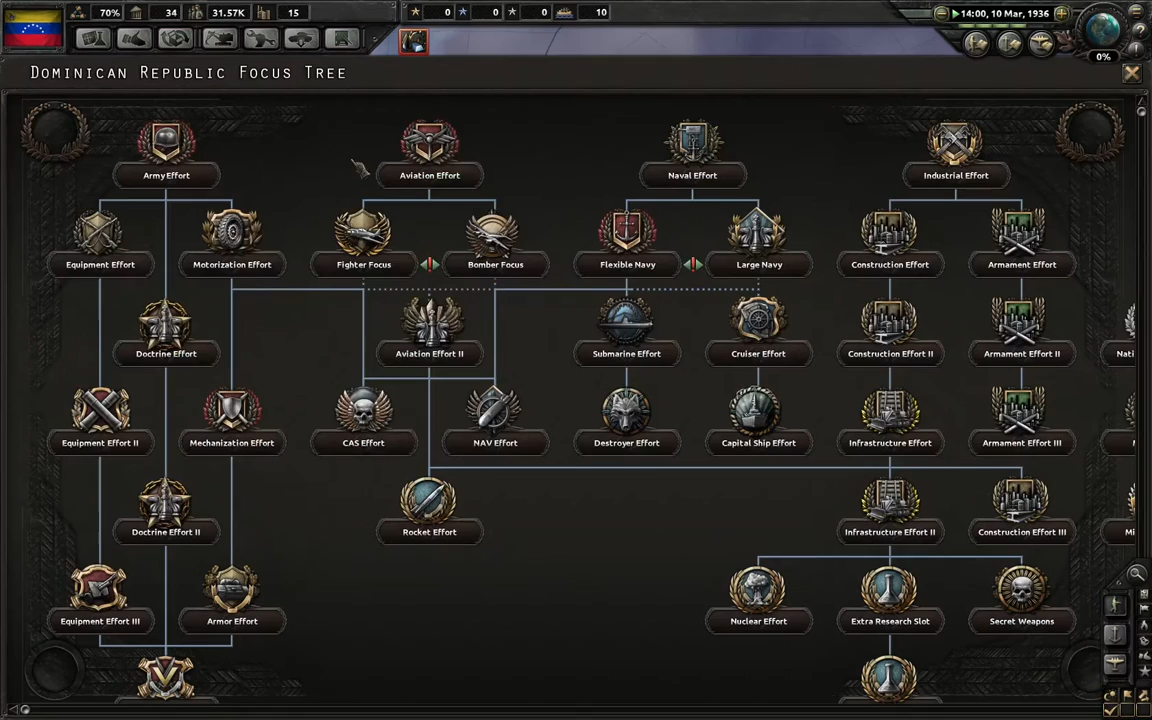 70% 34 31.57K 15 0 0 0 10 14:00, 10 Mar, 1936
0%
Dominican Republic Focus Tree
Army Effort Aviation Effort Naval Effort Industrial Effort
Equipment Effort Motorization Effort Fighter Focus Bomber Focus Flexible Navy Large Navy Construction Effort Armament Effort
Doctrine Effort Aviation Effort II Submarine Effort Cruiser Effort Construction Effort II Armament Effort II Nati
Equipment Effort II Mechanization Effort CAS Effort NAV Effort Destroyer Effort Capital Ship Effort Infrastructure Effort Armament Effort III
Doctrine Effort II Rocket Effort Infrastructure Effort II Construction Effort III Mi
Equipment Effort III Armor Effort Nuclear Effort Extra Research Slot Secret Weapons